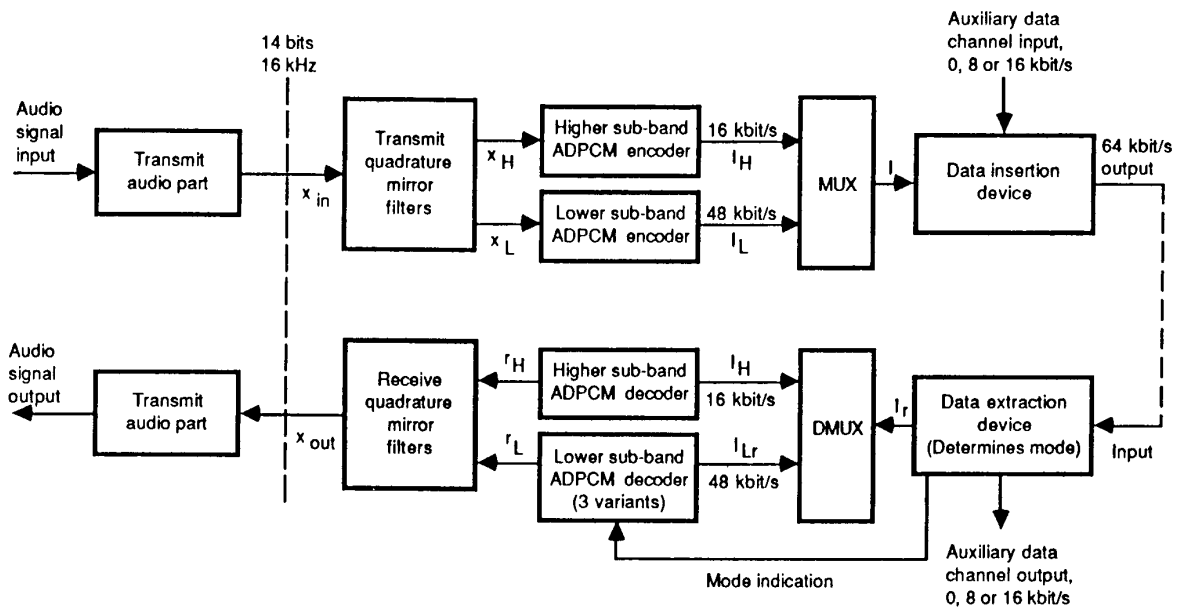 14 bits
16 kHz
Auxiliary data
channel input,
0, 8 or 16 kbit/s
Audio
signal
input
Transmit
audio part
x in
Transmit
quadrature
mirror
filters
x H
Higher sub-band
ADPCM encoder
16 kbit/s
I H
x L
Lower sub-band
ADPCM encoder
48 kbit/s
I L
MUX
I
Data insertion
device
64 kbit/s
output
Audio
signal
output
Transmit
audio part
x out
Receive
quadrature
mirror
filters
r H
Higher sub-band
ADPCM decoder
I H
16 kbit/s
r L
Lower sub-band
ADPCM decoder
(3 variants)
I Lr
48 kbit/s
DMUX
I r
Data extraction
device
(Determines mode)
Input
Mode indication
Auxiliary data
channel output,
0, 8 or 16 kbit/s